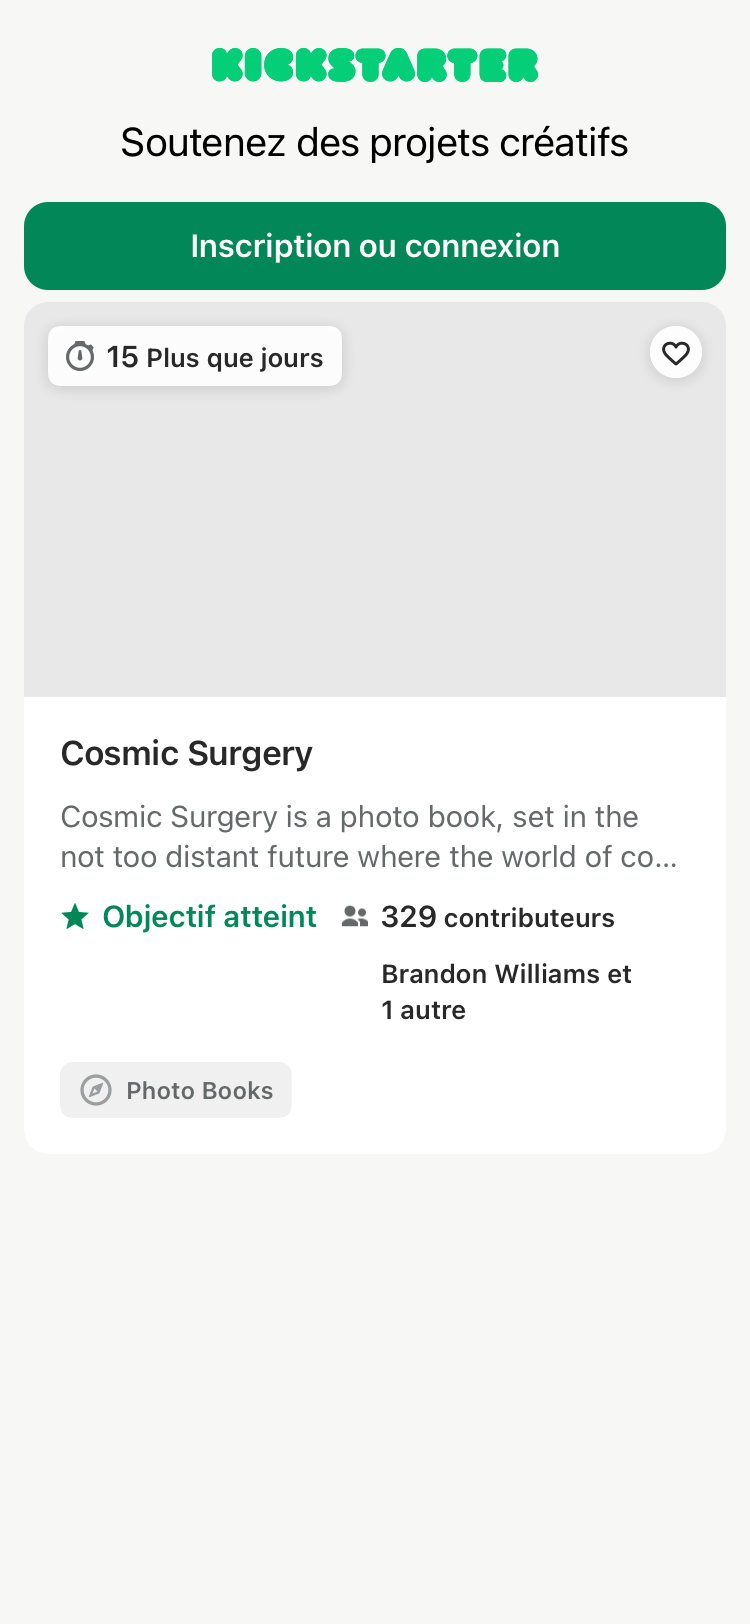 KICKSTARTER
Soutenez des projets créatifs
Inscription ou connexion
15 Plus que jours
Cosmic Surgery
Cosmic Surgery is a photo book, set in the
not too distant future where the world of co...
Objectif atteint
329 contributeurs
Brandon Williams et
1 autre
Photo Books